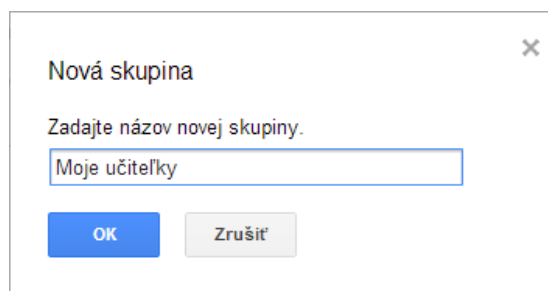 Nová skupina
Zadajte názov novej skupiny.
Moje učiteľky
OK
Zrušiť